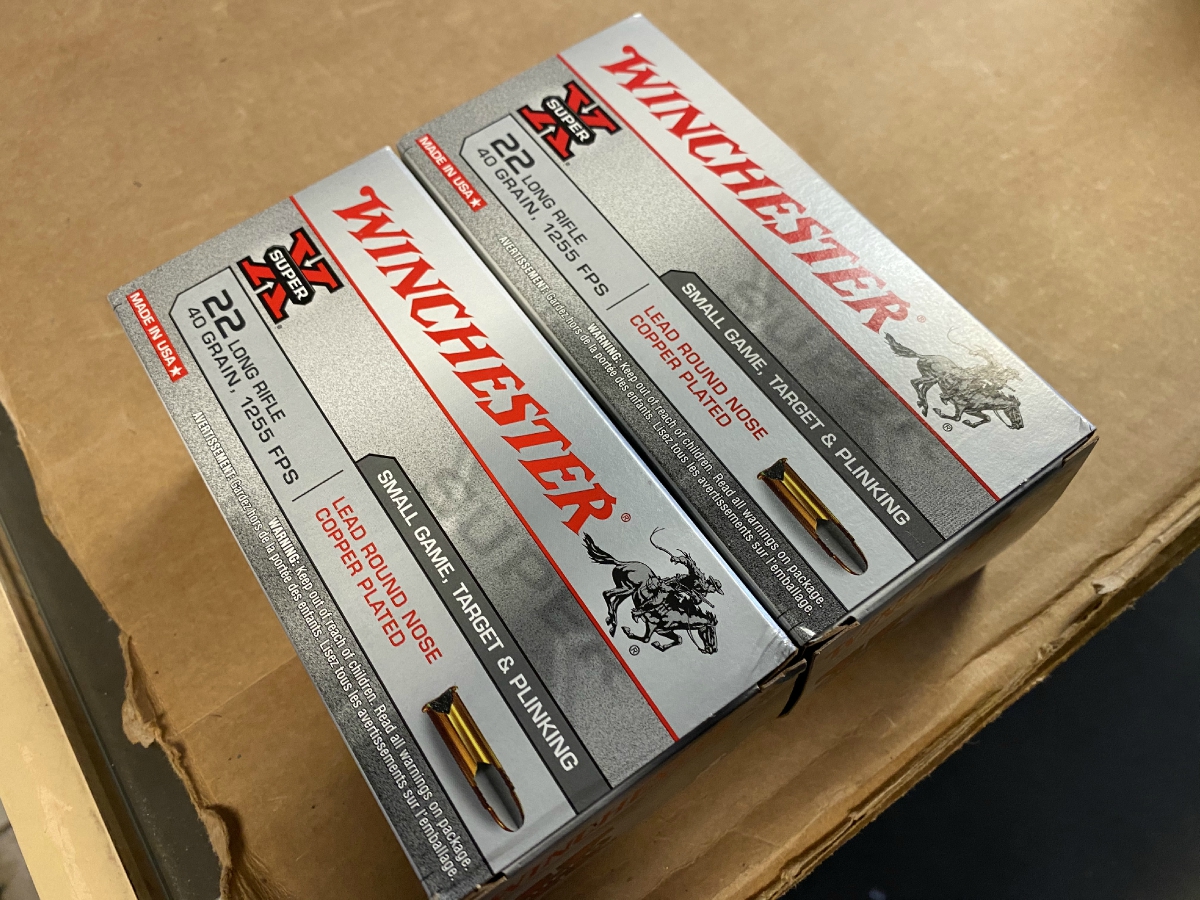 WINCHESTER®
SUPER X
22 LONG RIFLE
40 GRAIN, 1255 FPS
MADE IN USA★
SMALL GAME, TARGET & PLINKING
LEAD ROUND NOSE
COPPER PLATED
WARNING: Keep out of reach of children. Read all warnings on package.
AVERTISSEMENT: Gardez hors de la portée des enfants. Lisez tous les avertissements sur l'emballage.
®
WINCHESTER®
SUPER X
22 LONG RIFLE
40 GRAIN, 1255 FPS
MADE IN USA★
SMALL GAME, TARGET & PLINKING
LEAD ROUND NOSE
COPPER PLATED
WARNING: Keep out of reach of children. Read all warnings on package.
AVERTISSEMENT: Gardez hors de la portée des enfants. Lisez tous les avertissements sur l'emballage.
®